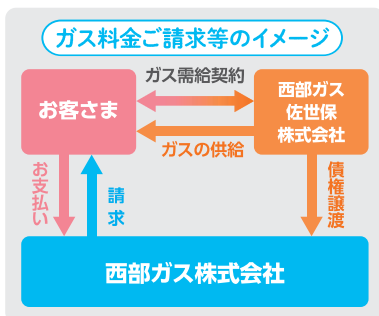 ガス料金ご請求等のイメージ
お客さま
ガス需給契約
西部ガス
佐世保
株式会社
ガスの供給
お支払い
請求
債権譲渡
西部ガス株式会社